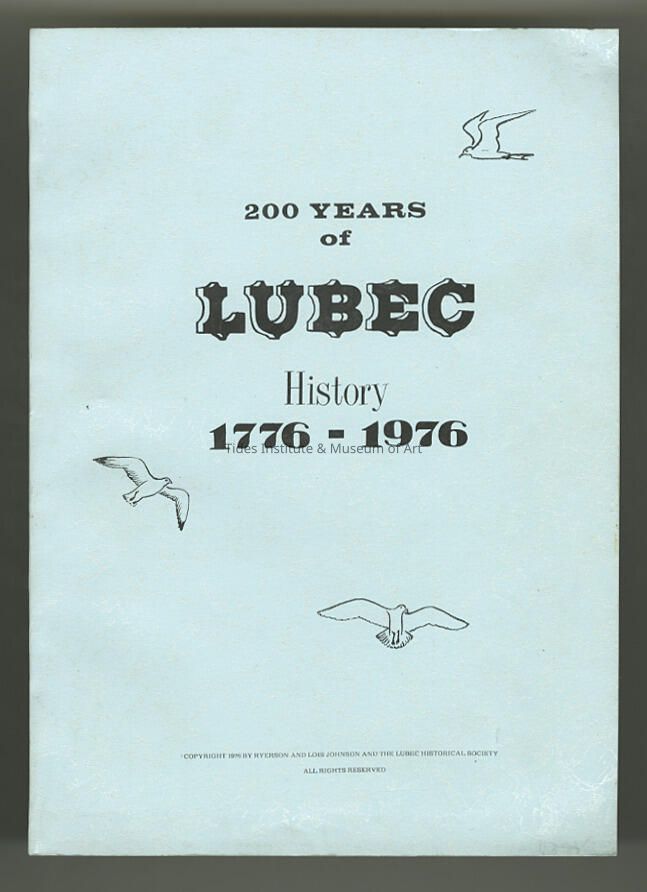 200 YEARS
of
LUBEC
History
1776 - 1976
Tides Institute & Museum of Art
COPYRIGHT 1976 BY RYERSON AND LOIS JOHNSON AND THE LUBEC HISTORICAL SOCIETY
ALL RIGHTS RESERVED